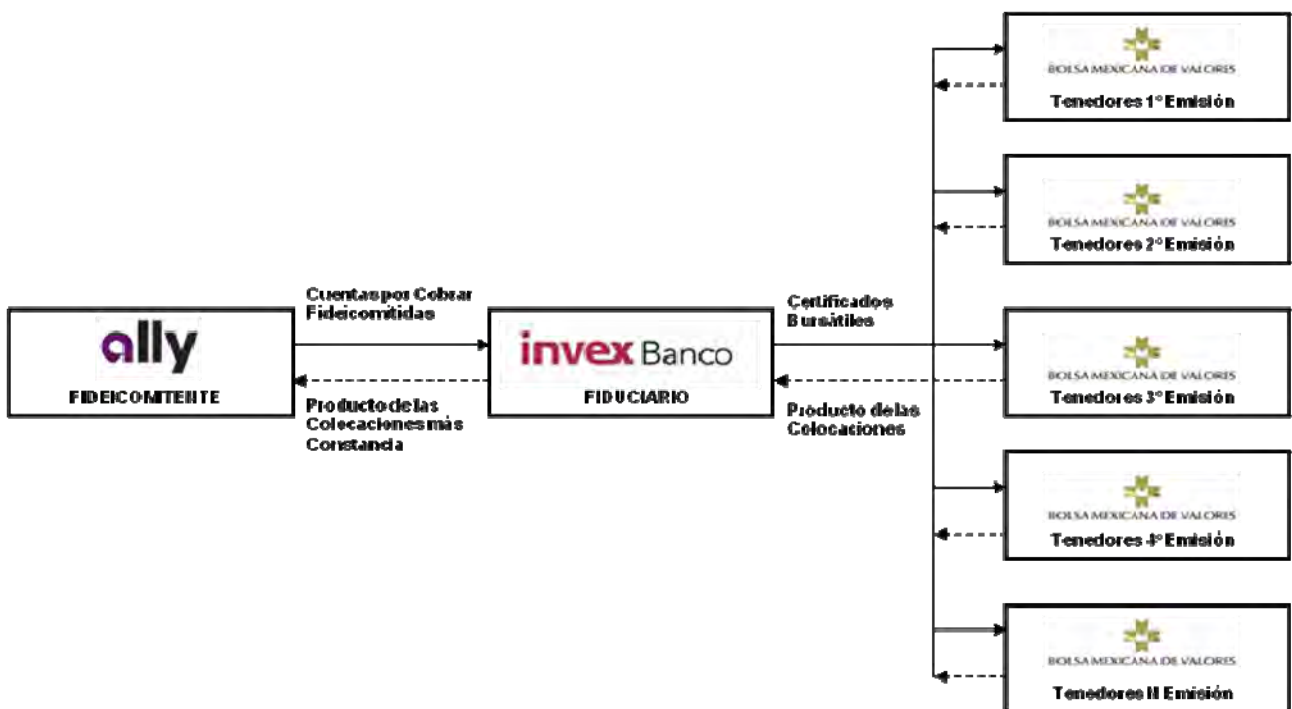 BOLSA MEXICANA DE VALORES
Tenedores 1° Emisión
BOLSA MEXICANA DE VALORES
Tenedores 2° Emisión
Cuentas por Cobrar
Fideicomitidas
Certificados
Bursátiles
ally
FIDEICOMITENTE
invex Banco
FIDUCIARIO
BOLSA MEXICANA DE VALORES
Tenedores 3° Emisión
Producto de las
Colocaciones más
Constancia
Producto de las
Colocaciones
BOLSA MEXICANA DE VALORES
Tenedores 4° Emisión
BOLSA MEXICANA DE VALORES
Tenedores N Emisión